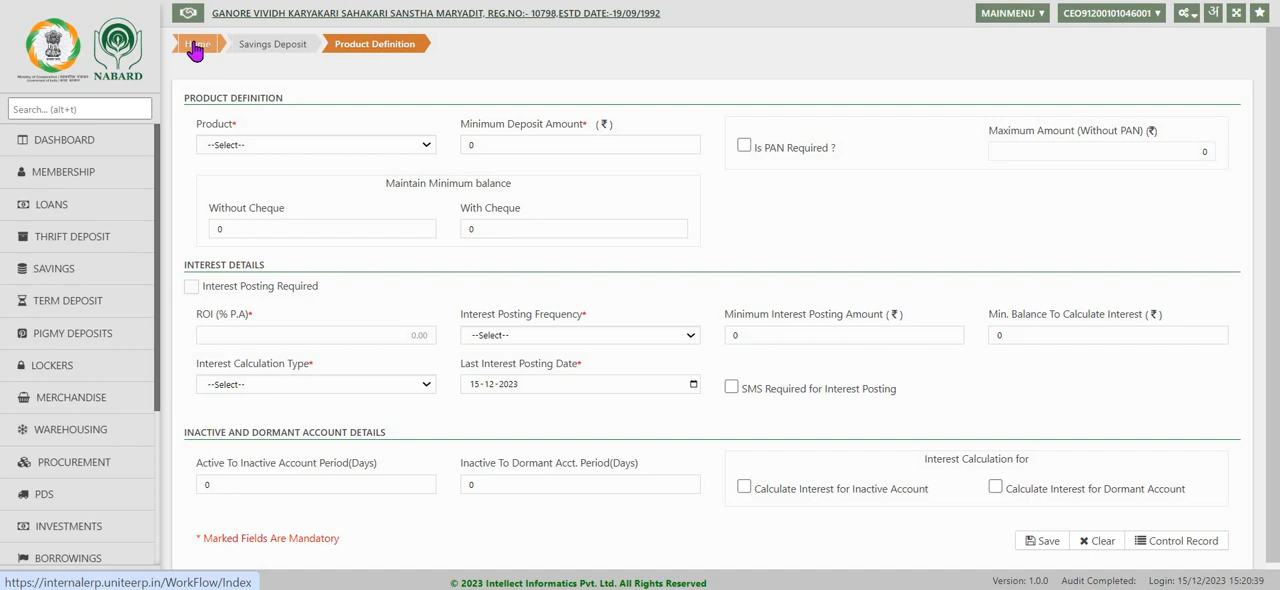 GANORE VIVIDH KARYAKARI SAHAKARI SANSTHA MARYADIT, REG.NO:- 10798,ESTD DATE:-19/09/1992
MAINMENU ▼
CEO91200101046001 ▼
अ
Home
Savings Deposit
Product Definition
NABARD
Search... (alt+t)
DASHBOARD
MEMBERSHIP
LOANS
THRIFT DEPOSIT
SAVINGS
TERM DEPOSIT
PIGMY DEPOSITS
LOCKERS
MERCHANDISE
WAREHOUSING
PROCUREMENT
PDS
INVESTMENTS
BORROWINGS
PRODUCT DEFINITION
Product*
Minimum Deposit Amount* (₹)
Maximum Amount (Without PAN) (₹)
--Select--
0
Is PAN Required ?
0
Maintain Minimum balance
Without Cheque
With Cheque
0
0
INTEREST DETAILS
Interest Posting Required
ROI (% P.A)*
Interest Posting Frequency*
Minimum Interest Posting Amount (₹)
Min. Balance To Calculate Interest (₹)
0.00
--Select--
0
0
Interest Calculation Type*
Last Interest Posting Date*
--Select--
15-12-2023
SMS Required for Interest Posting
INACTIVE AND DORMANT ACCOUNT DETAILS
Active To Inactive Account Period(Days)
Inactive To Dormant Acct. Period(Days)
Interest Calculation for
0
0
Calculate Interest for Inactive Account
Calculate Interest for Dormant Account
* Marked Fields Are Mandatory
Save
Clear
Control Record
https://internalerp.uniteerp.in/WorkFlow/Index
© 2023 Intellect Informatics Pvt. Ltd. All Rights Reserved
Version: 1.0.0
Audit Completed:
Login: 15/12/2023 15:20:39